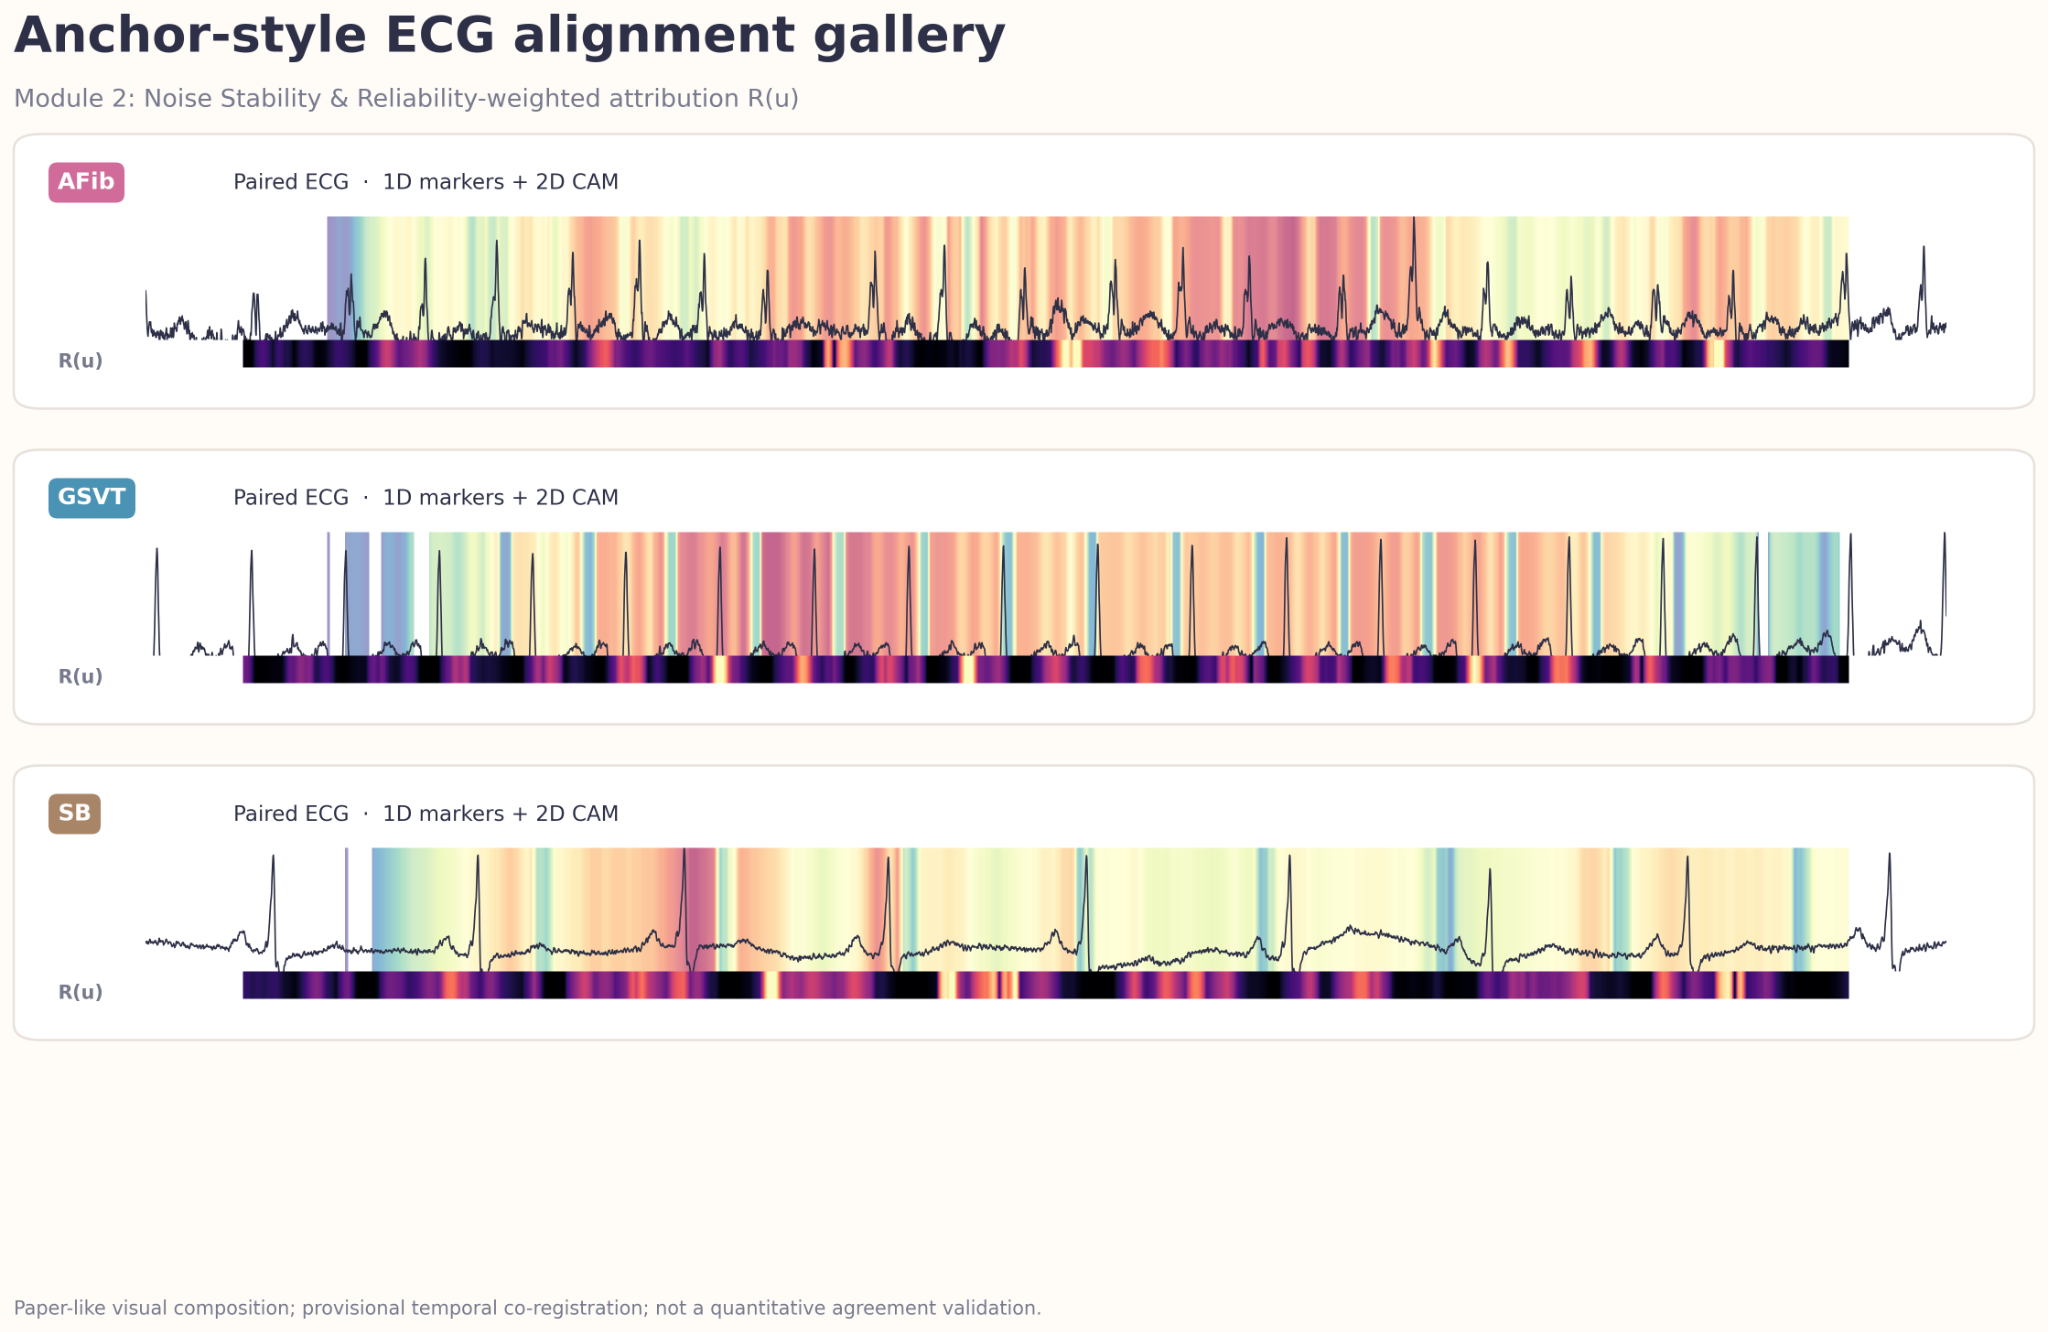 Anchor-style ECG alignment gallery
Module 2: Noise Stability & Reliability-weighted attribution R(u)
AFib
Paired ECG · 1D markers + 2D CAM
R(u)
GSVT
Paired ECG · 1D markers + 2D CAM
R(u)
SB
Paired ECG · 1D markers + 2D CAM
R(u)
Paper-like visual composition; provisional temporal co-registration; not a quantitative agreement validation.